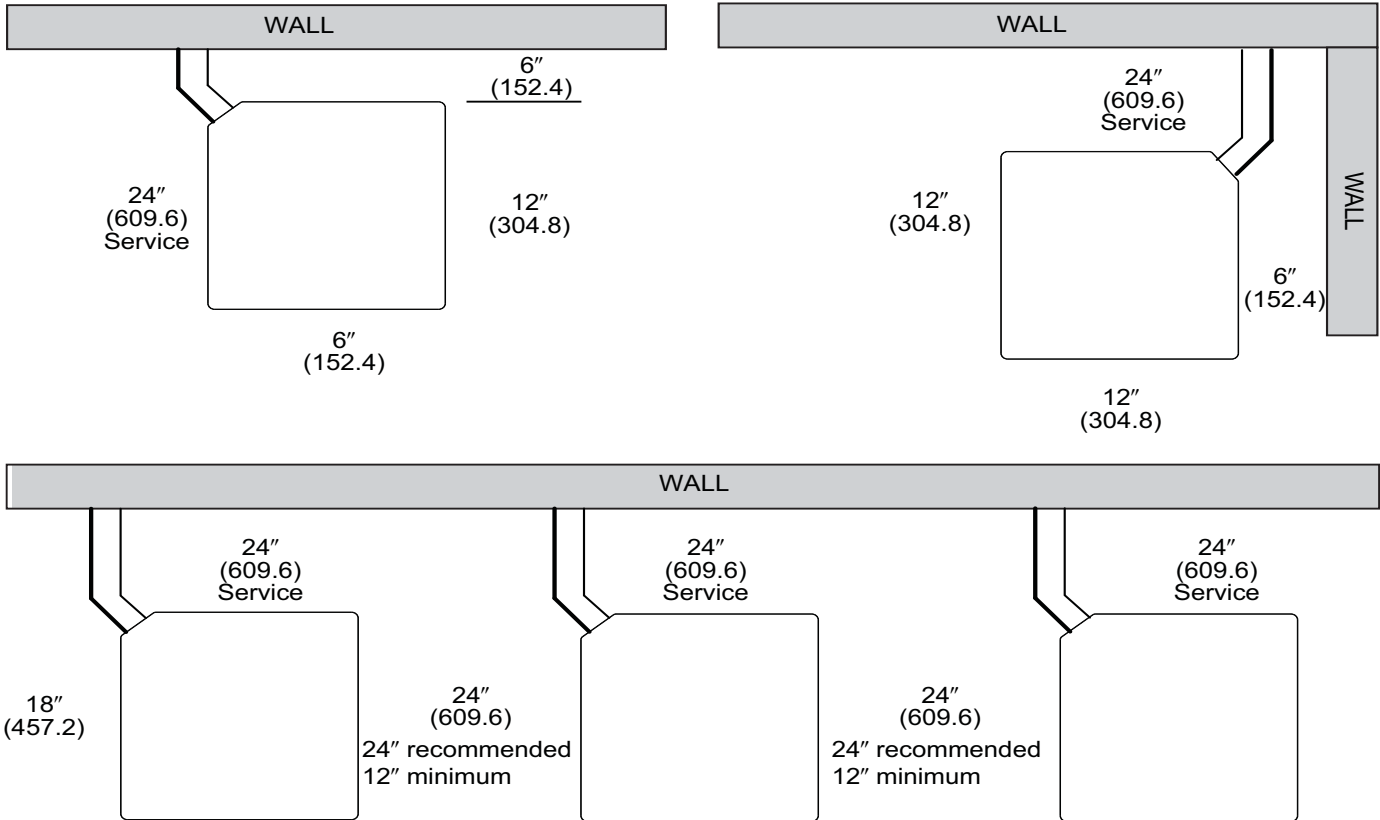 WALL
6″
(152.4)
24″
(609.6)
Service
12″
(304.8)
6″
(152.4)
WALL
24″
(609.6)
Service
WALL
12″
(304.8)
6″
(152.4)
12″
(304.8)
WALL
24″
(609.6)
Service
24″
(609.6)
Service
24″
(609.6)
Service
18″
(457.2)
24″
(609.6)
24″ recommended
12″ minimum
24″
(609.6)
24″ recommended
12″ minimum